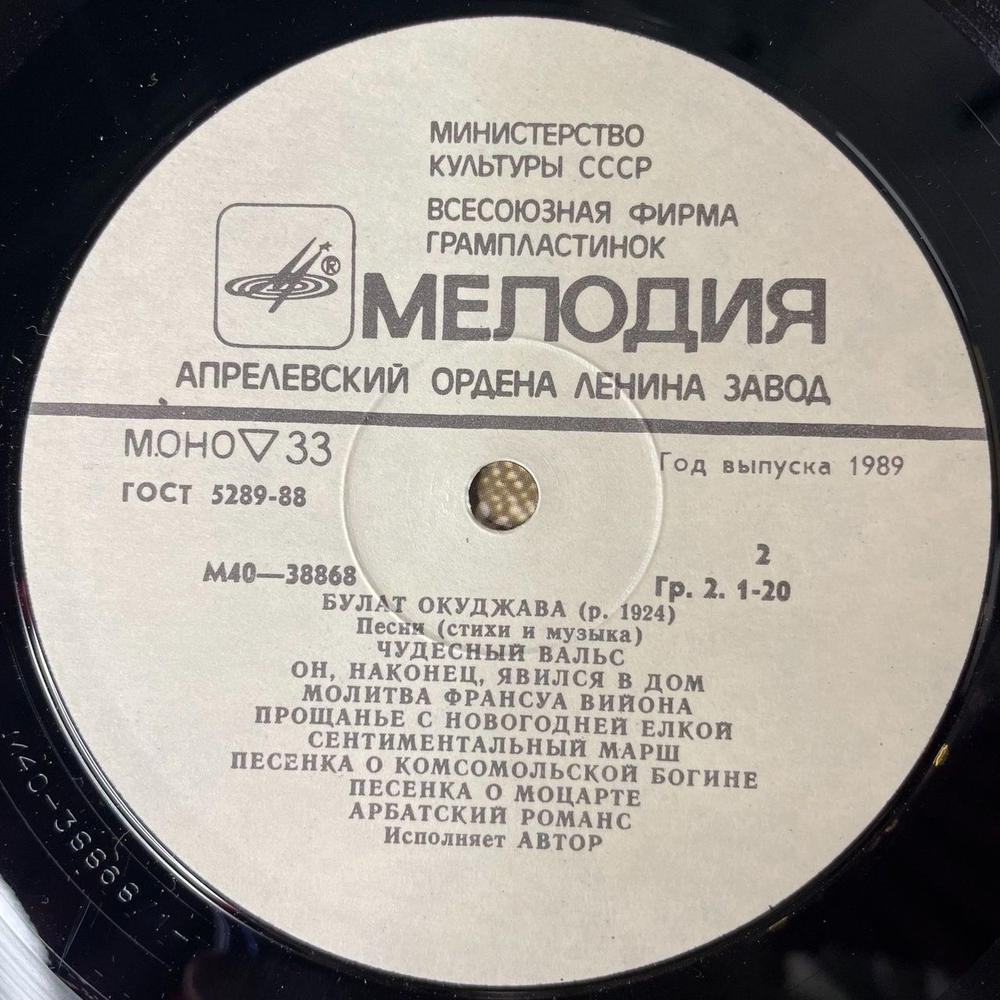 МИНИСТЕРСТВО
КУЛЬТУРЫ СССР
ВСЕСОЮЗНАЯ ФИРМА
ГРАМПЛАСТИНОК
®
МЕЛОДИЯ
АПРЕЛЕВСКИЙ ОРДЕНА ЛЕНИНА ЗАВОД
МОНО ▽ 33
Год выпуска 1989
ГОСТ 5289-88
2
М40—38868
Гр. 2. 1-20
БУЛАТ ОКУДЖАВА (р. 1924)
Песни (стихи и музыка)
ЧУДЕСНЫЙ ВАЛЬС
ОН, НАКОНЕЦ, ЯВИЛСЯ В ДОМ
МОЛИТВА ФРАНСУА ВИЙОНА
ПРОЩАНЬЕ С НОВОГОДНЕЙ ЕЛКОЙ
СЕНТИМЕНТАЛЬНЫЙ МАРШ
ПЕСЕНКА О КОМСОМОЛЬСКОЙ БОГИНЕ
ПЕСЕНКА О МОЦАРТЕ
АРБАТСКИЙ РОМАНС
Исполняет АВТОР